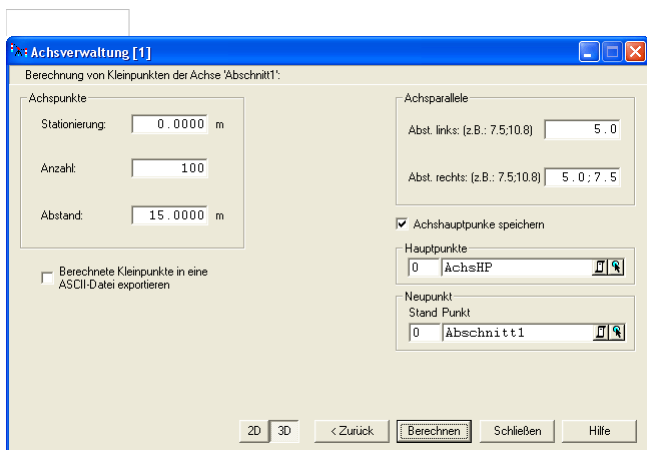 Achsverwaltung [1]
Berechnung von Kleinpunkten der Achse 'Abschnitt1':
Achspunkte
Stationierung: 0.0000 m
Anzahl: 100
Abstand: 15.0000 m
Berechnete Kleinpunkte in eine
ASCII-Datei exportieren
Achsparallele
Abst. links: (z.B.: 7.5;10.8) 5.0
Abst. rechts: (z.B.: 7.5;10.8) 5.0;7.5
Achshauptpunke speichern
Hauptpunkte
0 AchsHP
Neupunkt
Stand Punkt
0 Abschnitt1
2D 3D < Zurück Berechnen Schließen Hilfe